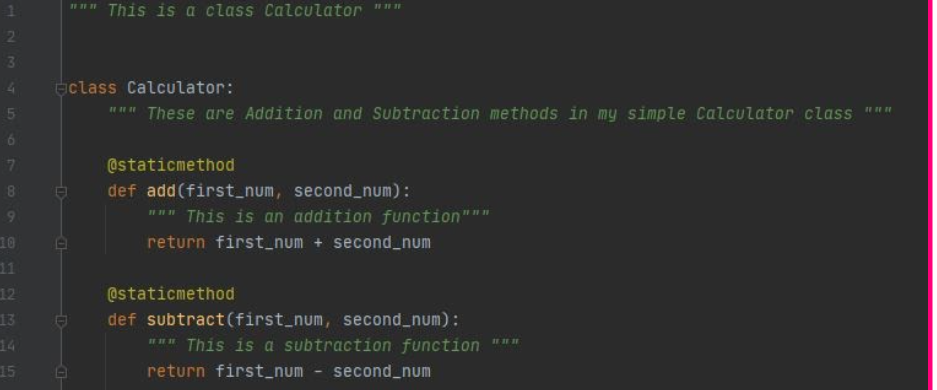 1 """ This is a class Calculator """
2
3
4 class Calculator:
5     """ These are Addition and Subtraction methods in my simple Calculator class """
6
7     @staticmethod
8     def add(first_num, second_num):
9         """ This is an addition function"""
10         return first_num + second_num
11
12     @staticmethod
13     def subtract(first_num, second_num):
14         """ This is a subtraction function """
15         return first_num - second_num